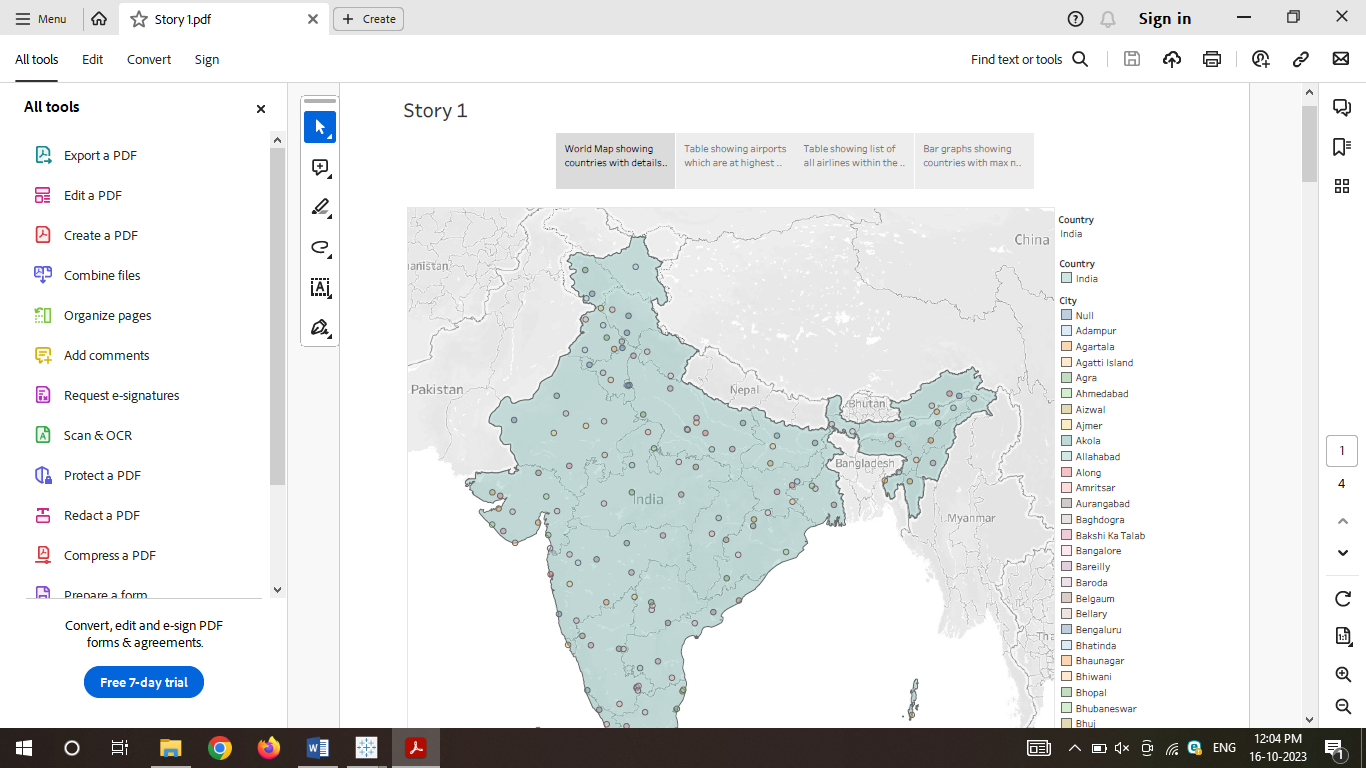 Menu
Story 1.pdf
Create
Sign in
All tools
Edit
Convert
Sign
Find text or tools
All tools
Export a PDF
Edit a PDF
Create a PDF
Combine files
Organize pages
Add comments
Request e-signatures
Scan & OCR
Protect a PDF
Redact a PDF
Compress a PDF
Prepare a form
Convert, edit and e-sign PDF
forms & agreements.
Free 7-day trial
Story 1
World Map showing
countries with details..
Table showing airports
which are at highest ..
Table showing list of
all airlines within the ..
Bar graphs showing
countries with max n..
anistan
China
Pakistan
Nepal
Bhutan
Bangladesh
India
Myanmar
Tha
Country
India
Country
India
City
Null
Adampur
Agartala
Agatti Island
Agra
Ahmedabad
Aizwal
Ajmer
Akola
Allahabad
Along
Amritsar
Aurangabad
Baghdogra
Bakshi Ka Talab
Bangalore
Bareilly
Baroda
Belgaum
Bellary
Bengaluru
Bhatinda
Bhaunagar
Bhiwani
Bhopal
Bhubaneswar
Bhuj
1
4
1:1
ENG
12:04 PM
16-10-2023
1